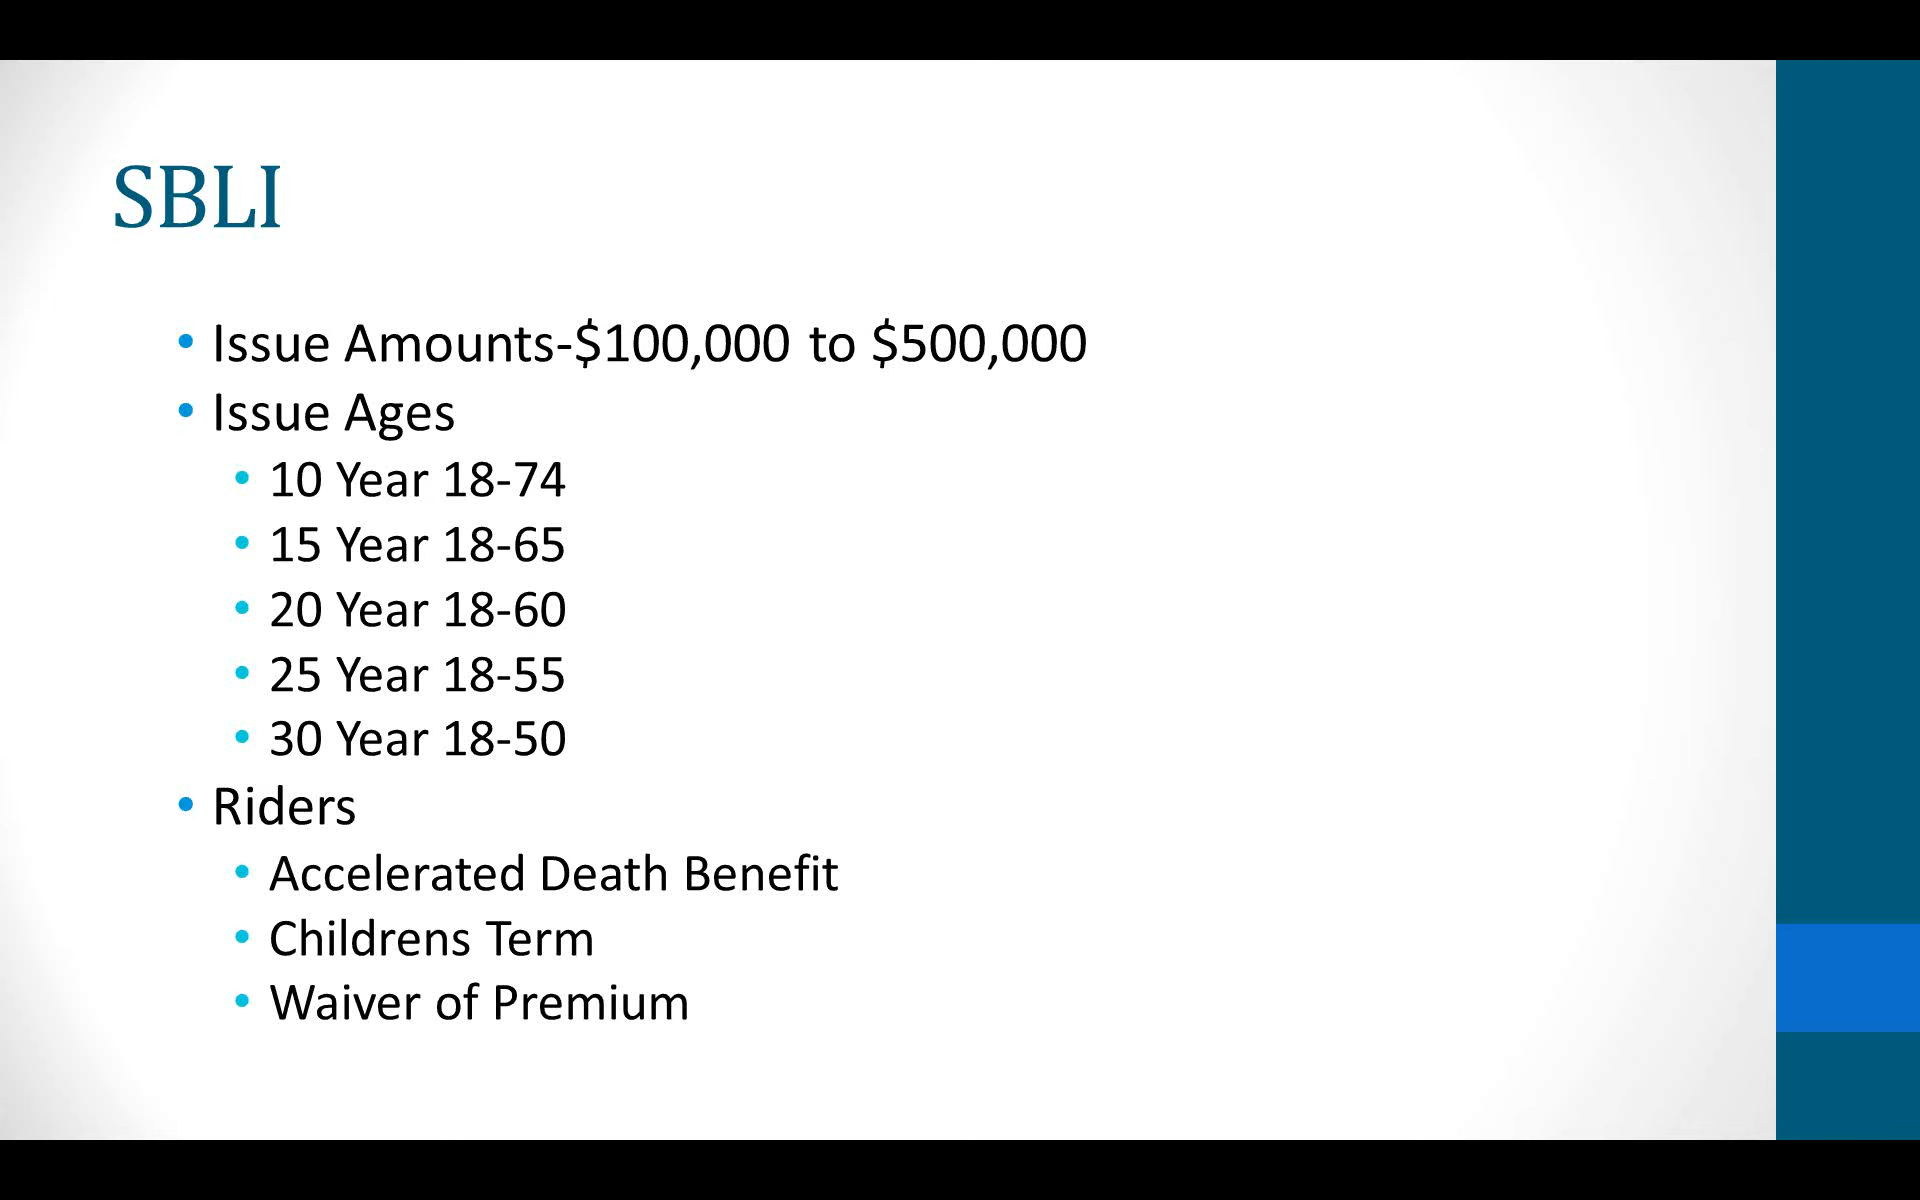 SBLI
• Issue Amounts-$100,000 to $500,000
• Issue Ages
• 10 Year 18-74
• 15 Year 18-65
• 20 Year 18-60
• 25 Year 18-55
• 30 Year 18-50
• Riders
• Accelerated Death Benefit
• Childrens Term
• Waiver of Premium